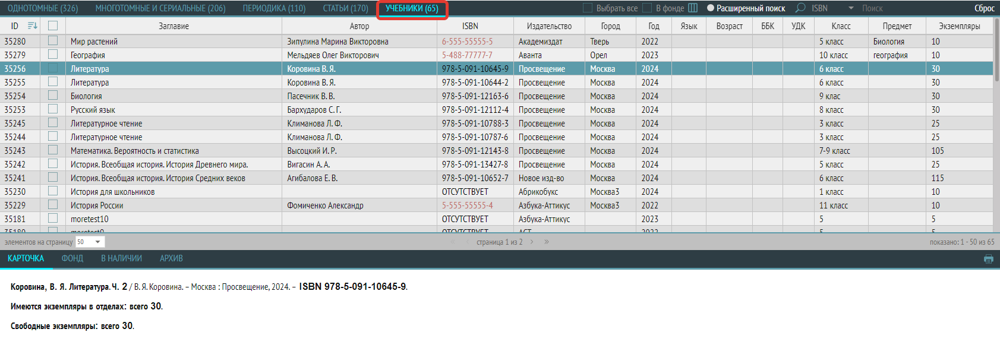 ОДНОТОМНЫЕ (326) МНОГОТОМНЫЕ И СЕРИАЛЬНЫЕ (206) ПЕРИОДИКА (110) СТАТЬИ (170) УЧЕБНИКИ (65) Выбрать все В фонде Расширенный поиск ISBN Поиск Сброс
ID Заглавие Автор ISBN Издательство Город Год Язык Возраст ББК УДК Класс Предмет Экземпляры
35280 Мир растений Зипулина Марина Викторовна 6-555-55555-5 Академиздат Тверь 2022 5 класс Биология 10
35279 География Мельдяев Олег Викторович 5-488-77777-7 Аванта Орел 2023 10 класс география 10
35256 Литература Коровина В. Я. 978-5-091-10645-9 Просвещение Москва 2024 6 класс 30
35255 Литература Коровина В. Я. 978-5-091-10644-2 Просвещение Москва 2024 6 класс 30
35254 Биология Пасечник В. В. 978-5-091-12163-6 Просвещение Москва 2024 9 клас 30
35253 Русский язык Бархударов С. Г. 978-5-091-12112-4 Просвещение Москва 2024 8 класс 30
35245 Литературное чтение Климанова Л. Ф. 978-5-091-10788-3 Просвещение Москва 2024 3 класс 25
35244 Литературное чтение Климанова Л. Ф. 978-5-091-10787-6 Просвещение Москва 2024 3 класс 25
35243 Математика. Вероятность и статистика Высоцкий И. Р. 978-5-091-12143-8 Просвещение Москва 2024 7-9 класс 105
35242 История. Всеобщая история. История Древнего мира. Вигасин А. А. 978-5-091-13427-8 Просвещение Москва 2024 5 класс 25
35241 История. Всеобщая история. История Средних веков Агибалова Е. В. 978-5-091-10652-7 Новое изд-во Москва 2024 6 класс 115
35230 История для школьников ОТСУТСТВУЕТ Абрикобукс Москва3 2024 1 класс 10
35229 История России Фомиченко Александр 5-555-55555-4 Азбука-Аттикус Москва3 2022 11 класс 10
35181 moretest10 ОТСУТСТВУЕТ Азбука-Аттикус 2023 5 5
35180 moretest9 ОТСУТСТВУЕТ АСТ 2022 5 5
элементов на страницу 50 « ‹ страница 1 из 2 › » показано: 1 - 50 из 65
КАРТОЧКА ФОНД В НАЛИЧИИ АРХИВ
Коровина, В. Я. Литература. Ч. 2 / В. Я. Коровина. – Москва : Просвещение, 2024. – ISBN 978-5-091-10645-9.
Имеются экземпляры в отделах: всего 30.
Свободные экземпляры: всего 30.